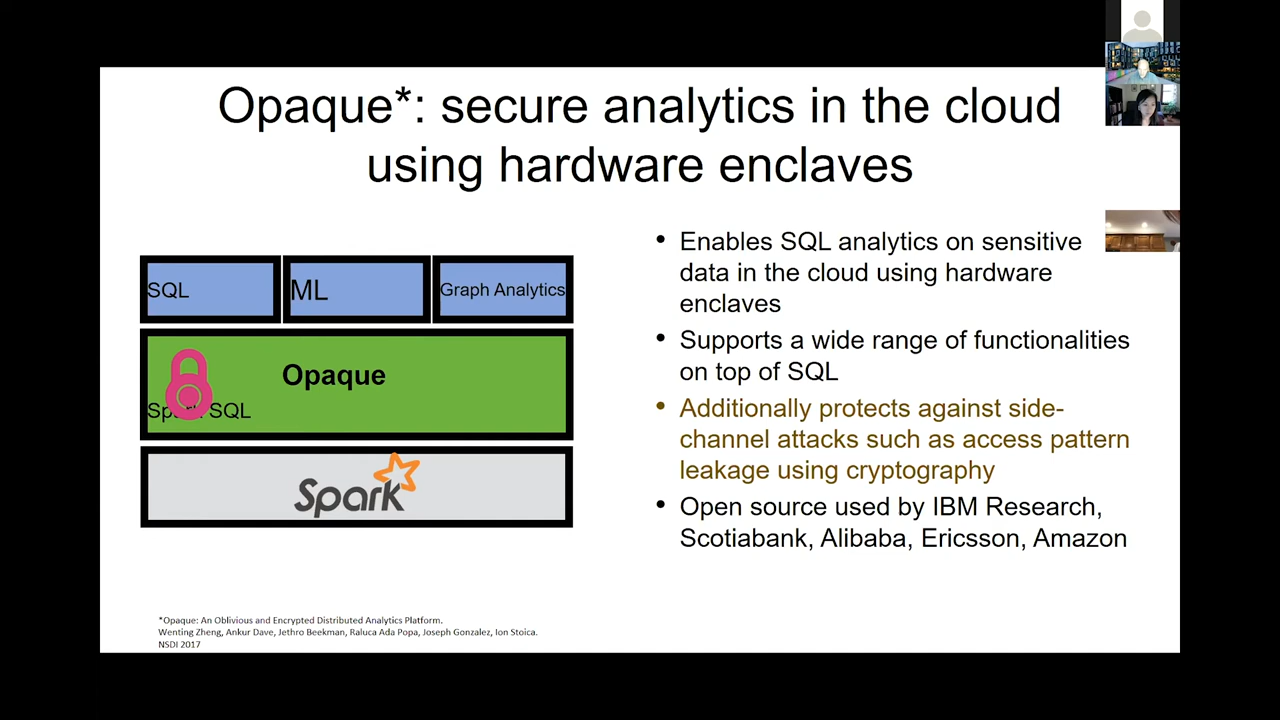 Opaque*: secure analytics in the cloud
using hardware enclaves
SQL
ML
Graph Analytics
Opaque
Spark SQL
Spark
• Enables SQL analytics on sensitive
data in the cloud using hardware
enclaves
• Supports a wide range of functionalities
on top of SQL
• Additionally protects against side-
channel attacks such as access pattern
leakage using cryptography
• Open source used by IBM Research,
Scotiabank, Alibaba, Ericsson, Amazon
*Opaque: An Oblivious and Encrypted Distributed Analytics Platform.
Wenting Zheng, Ankur Dave, Jethro Beekman, Raluca Ada Popa, Joseph Gonzalez, Ion Stoica.
NSDI 2017